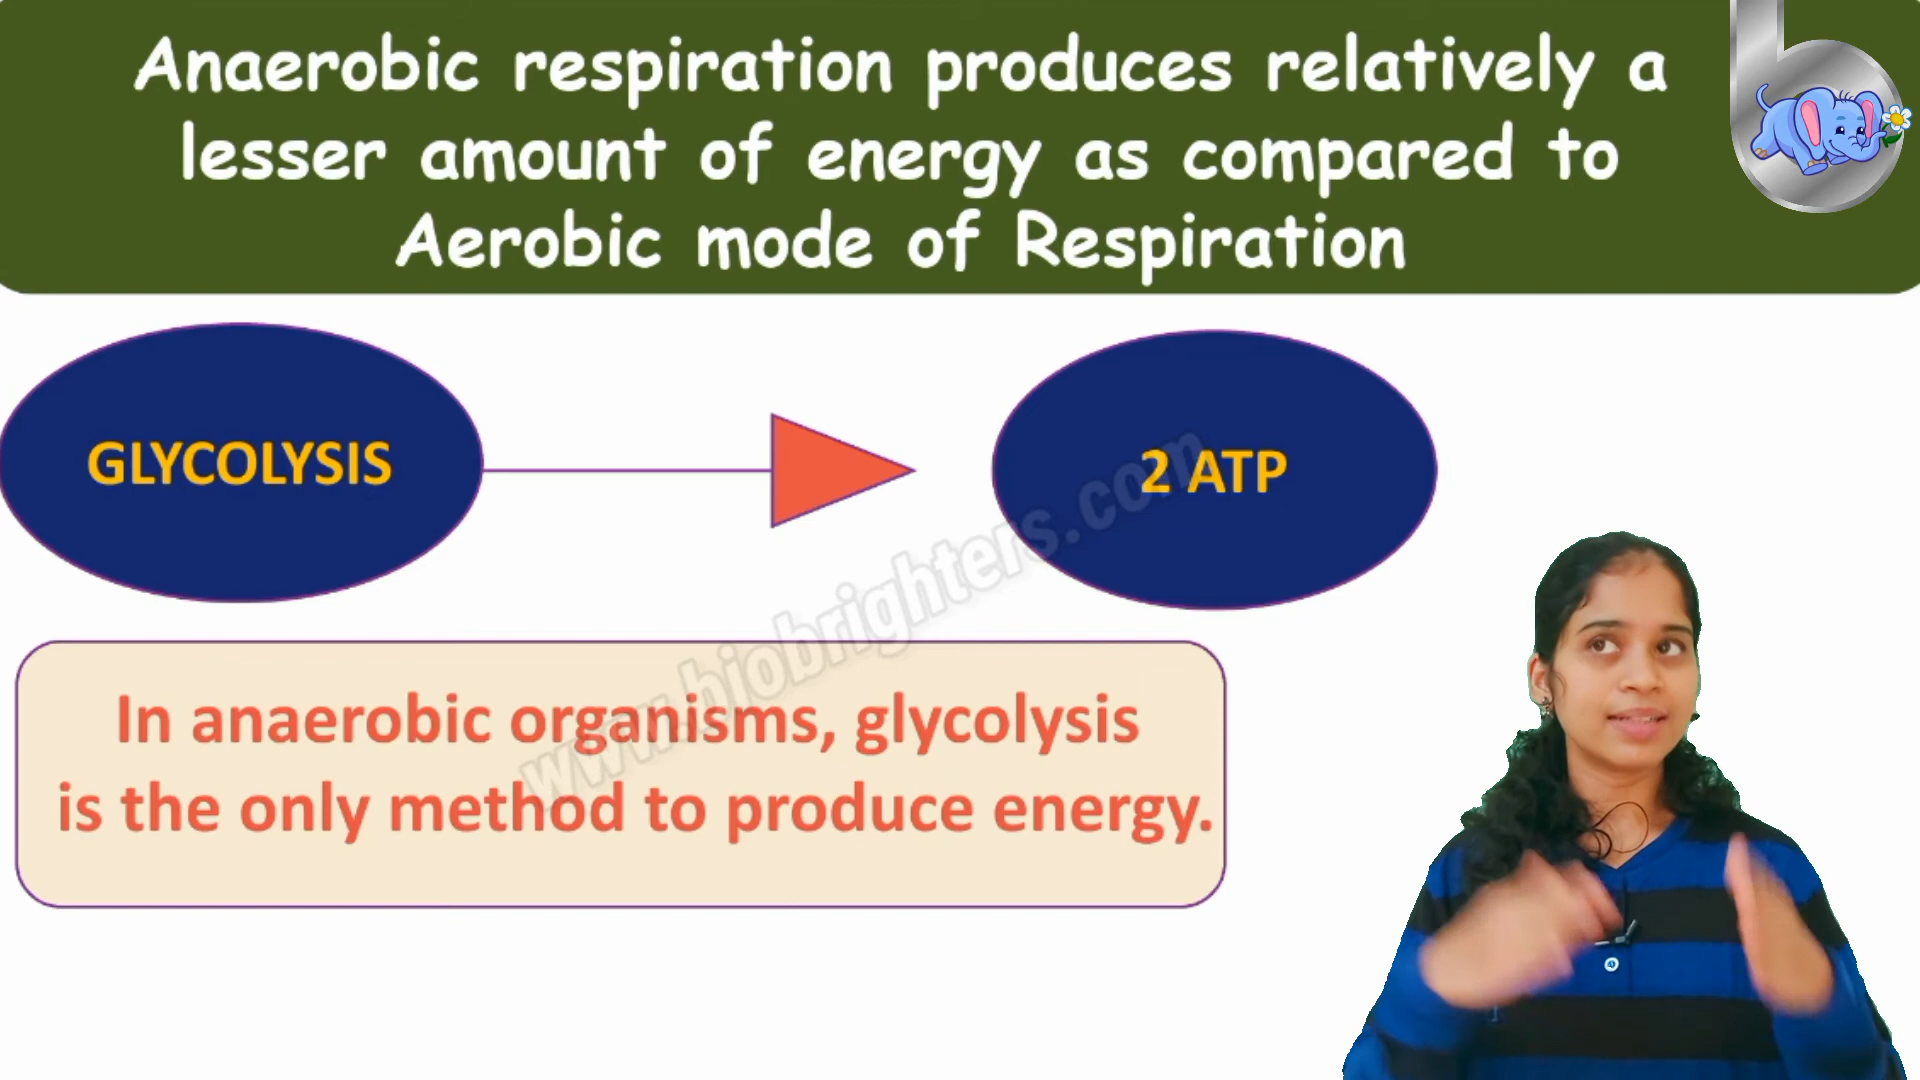 Anaerobic respiration produces relatively a
lesser amount of energy as compared to
Aerobic mode of Respiration
GLYCOLYSIS
2 ATP
www.biobrighters.com
In anaerobic organisms, glycolysis
is the only method to produce energy.